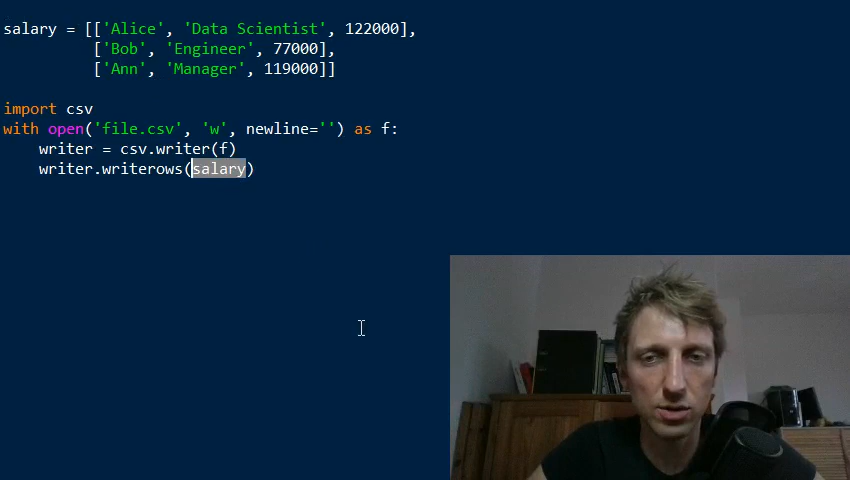 salary = [['Alice', 'Data Scientist', 122000],
          ['Bob', 'Engineer', 77000],
          ['Ann', 'Manager', 119000]]
import csv
with open('file.csv', 'w', newline='') as f:
    writer = csv.writer(f)
    writer.writerows(salary)